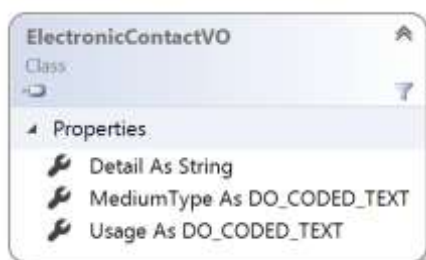 ElectronicContactVO
Class
Properties
Detail As String
MediumType As DO_CODED_TEXT
Usage As DO_CODED_TEXT